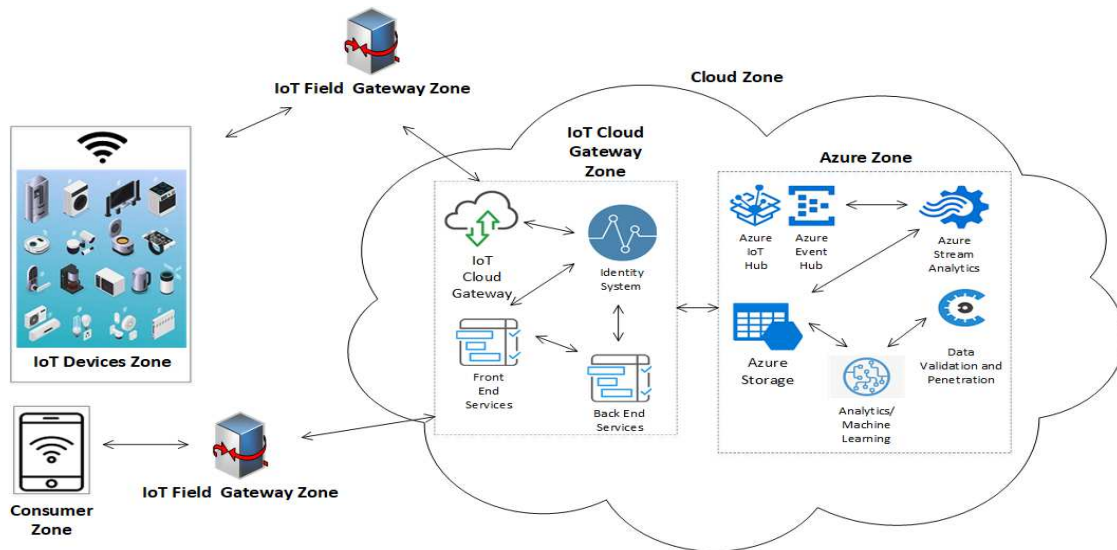 IoT Field  Gateway Zone
Cloud Zone
IoT Cloud
Gateway
Zone
Azure Zone
IoT Devices Zone
IoT
Cloud
Gateway
Identity
System
Front
End
Services
Back End
Services
Azure
IoT
Hub
Azure
Event
Hub
Azure
Stream
Analytics
Azure
Storage
Analytics/
Machine
Learning
Data
Validation and
Penetration
Consumer
Zone
IoT Field  Gateway Zone